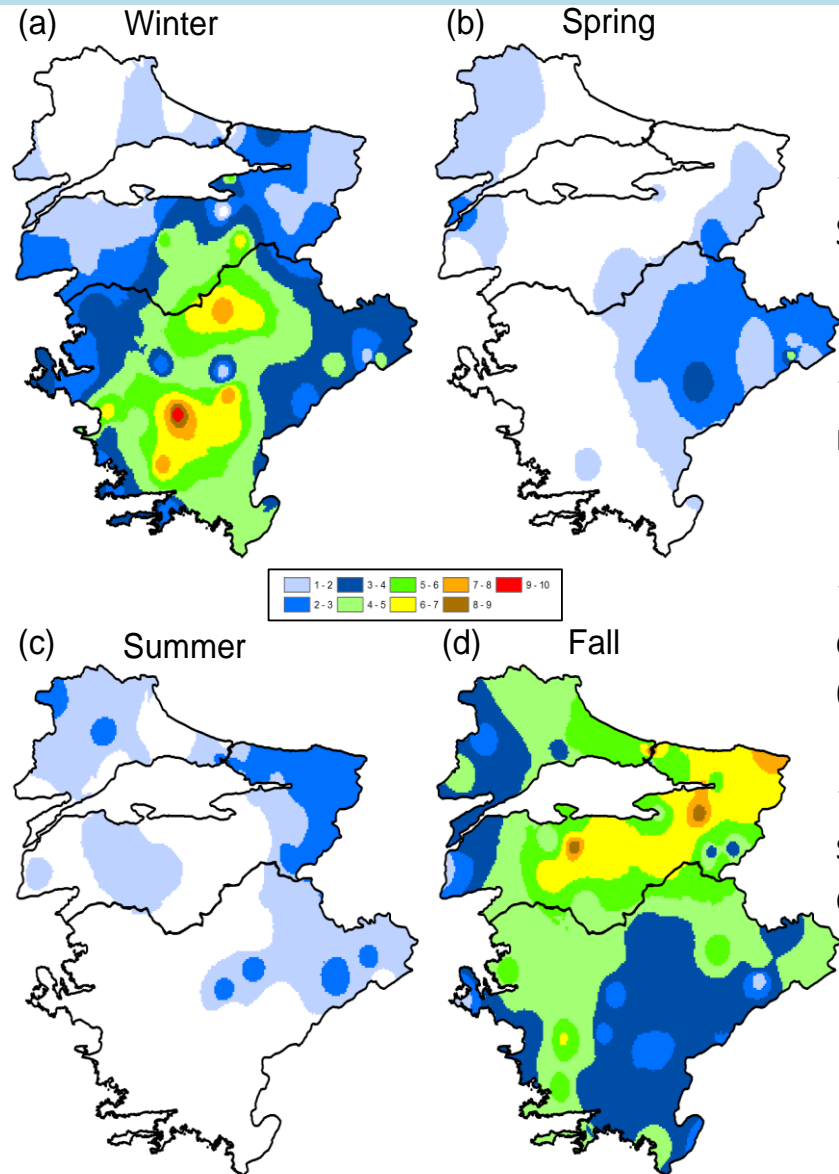 (a) Winter
(b) Spring
1 - 2 3 - 4 5 - 6 7 - 8 9 - 10
2 - 3 4 - 5 6 - 7 8 - 9
(c) Summer
(d) Fall